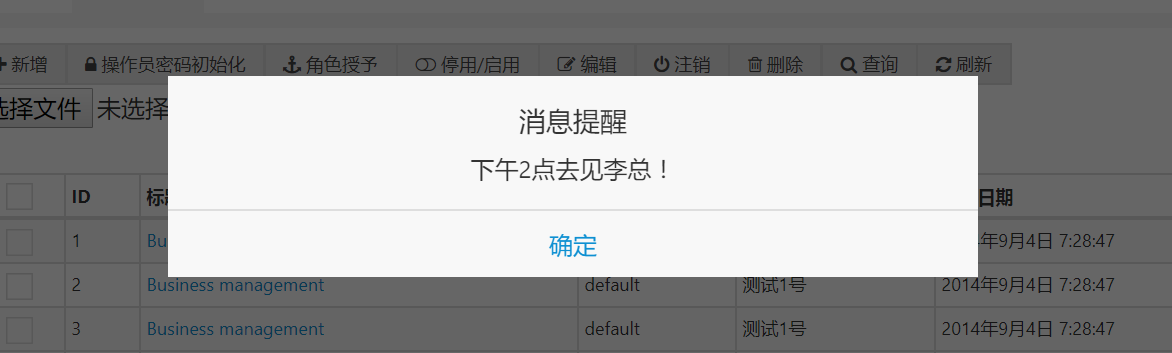 新增 操作员密码初始化 角色授予 停用/启用 编辑 注销 删除 查询 刷新
选择文件 未选择
消息提醒
下午2点去见李总！
确定
ID 标题 日期
1 Bu 年9月4日 7:28:47
2 Business management default 测试1号 2014年9月4日 7:28:47
3 Business management default 测试1号 2014年9月4日 7:28:47